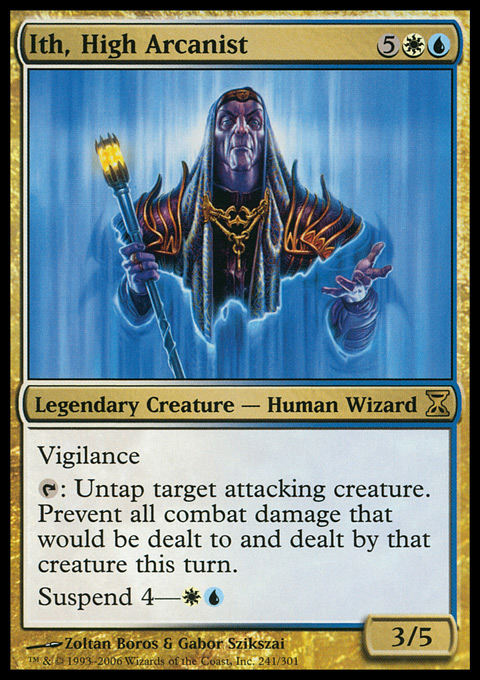 Ith, High Arcanist 5
Legendary Creature — Human Wizard
Vigilance
: Untap target attacking creature.
Prevent all combat damage that
would be dealt to and dealt by that
creature this turn.
Suspend 4—
Zoltan Boros & Gabor Szikszai
3/5
™ & © 1993–2006 Wizards of the Coast, Inc. 241/301